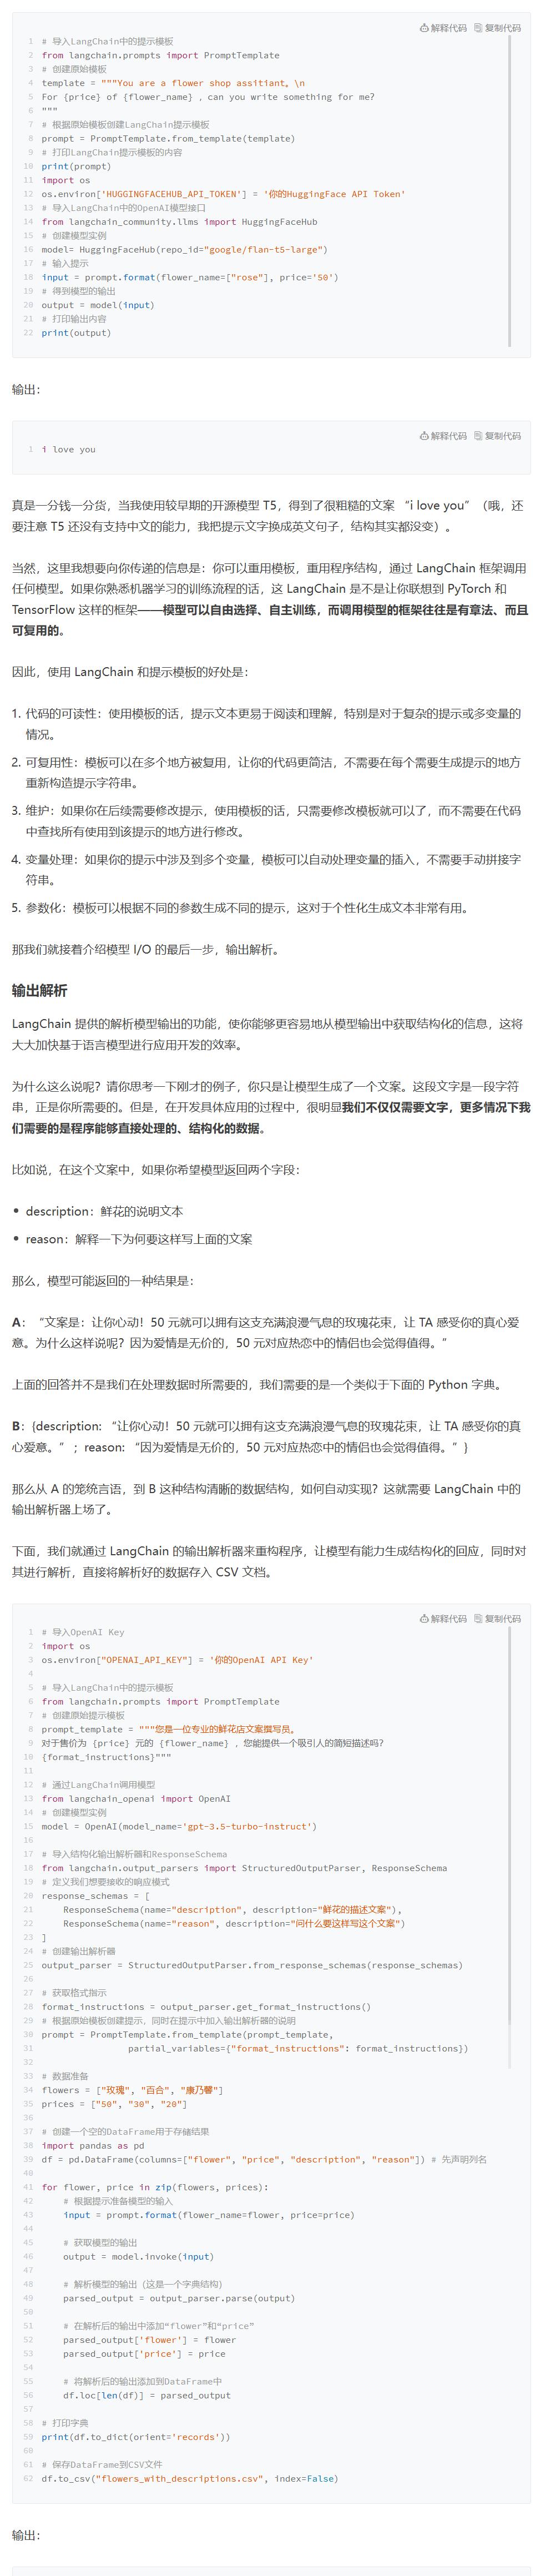 解释代码 复制代码
1 # 导入LangChain中的提示模板
2 from langchain.prompts import PromptTemplate
3 # 创建原始模板
4 template = """You are a flower shop assitiant。\n
5 For {price} of {flower_name} ，can you write something for me?
6 """
7 # 根据原始模板创建LangChain提示模板
8 prompt = PromptTemplate.from_template(template)
9 # 打印LangChain提示模板的内容
10 print(prompt)
11 import os
12 os.environ['HUGGINGFACEHUB_API_TOKEN'] = '你的HuggingFace API Token'
13 # 导入LangChain中的OpenAI模型接口
14 from langchain_community.llms import HuggingFaceHub
15 # 创建模型实例
16 model= HuggingFaceHub(repo_id="google/flan-t5-large")
17 # 输入提示
18 input = prompt.format(flower_name=["rose"], price='50')
19 # 得到模型的输出
20 output = model(input)
21 # 打印输出内容
22 print(output)
输出：
解释代码 复制代码
1 i love you
真是一分钱一分货，当我使用较早期的开源模型 T5，得到了很粗糙的文案 “i love you”（哦，还
要注意 T5 还没有支持中文的能力，我把提示文字换成英文句子，结构其实都没变）。
当然，这里我想要向你传递的信息是：你可以重用模板，重用程序结构，通过 LangChain 框架调用
任何模型。如果你熟悉机器学习的训练流程的话，这 LangChain 是不是让你联想到 PyTorch 和
TensorFlow 这样的框架——模型可以自由选择、自主训练，而调用模型的框架往往是有章法、而且
可复用的。
因此，使用 LangChain 和提示模板的好处是：
1. 代码的可读性：使用模板的话，提示文本更易于阅读和理解，特别是对于复杂的提示或多变量的
情况。
2. 可复用性：模板可以在多个地方被复用，让你的代码更简洁，不需要在每个需要生成提示的地方
重新构造提示字符串。
3. 维护：如果你在后续需要修改提示，使用模板的话，只需要修改模板就可以了，而不需要在代码
中查找所有使用到该提示的地方进行修改。
4. 变量处理：如果你的提示中涉及到多个变量，模板可以自动处理变量的插入，不需要手动拼接字
符串。
5. 参数化：模板可以根据不同的参数生成不同的提示，这对于个性化生成文本非常有用。
那我们就接着介绍模型 I/O 的最后一步，输出解析。
输出解析
LangChain 提供的解析模型输出的功能，使你能够更容易地从模型输出中获取结构化的信息，这将
大大加快基于语言模型进行应用开发的效率。
为什么这么说呢？请你思考一下刚才的例子，你只是让模型生成了一个文案。这段文字是一段字符
串，正是你所需要的。但是，在开发具体应用的过程中，很明显我们不仅仅需要文字，更多情况下我
们需要的是程序能够直接处理的、结构化的数据。
比如说，在这个文案中，如果你希望模型返回两个字段：
• description：鲜花的说明文本
• reason：解释一下为何要这样写上面的文案
那么，模型可能返回的一种结果是：
A：“文案是：让你心动！50 元就可以拥有这支充满浪漫气息的玫瑰花束，让 TA 感受你的真心爱
意。为什么这样说呢？因为爱情是无价的，50 元对应热恋中的情侣也会觉得值得。”
上面的回答并不是我们在处理数据时所需要的，我们需要的是一个类似于下面的 Python 字典。
B：{description: “让你心动！50 元就可以拥有这支充满浪漫气息的玫瑰花束，让 TA 感受你的真
心爱意。” ；reason: “因为爱情是无价的，50 元对应热恋中的情侣也会觉得值得。”}
那么从 A 的笼统言语，到 B 这种结构清晰的数据结构，如何自动实现？这就需要 LangChain 中的
输出解析器上场了。
下面，我们就通过 LangChain 的输出解析器来重构程序，让模型有能力生成结构化的回应，同时对
其进行解析，直接将解析好的数据存入 CSV 文档。
解释代码 复制代码
1 # 导入OpenAI Key
2 import os
3 os.environ["OPENAI_API_KEY"] = '你的OpenAI API Key'
4
5 # 导入LangChain中的提示模板
6 from langchain.prompts import PromptTemplate
7 # 创建原始提示模板
8 prompt_template = """您是一位专业的鲜花店文案撰写员。
9 对于售价为 {price} 元的 {flower_name} ，您能提供一个吸引人的简短描述吗？
10 {format_instructions}"""
11
12 # 通过LangChain调用模型
13 from langchain_openai import OpenAI
14 # 创建模型实例
15 model = OpenAI(model_name='gpt-3.5-turbo-instruct')
16
17 # 导入结构化输出解析器和ResponseSchema
18 from langchain.output_parsers import StructuredOutputParser, ResponseSchema
19 # 定义我们想要接收的响应模式
20 response_schemas = [
21 ResponseSchema(name="description", description="鲜花的描述文案"),
22 ResponseSchema(name="reason", description="问什么要这样写这个文案")
23 ]
24 # 创建输出解析器
25 output_parser = StructuredOutputParser.from_response_schemas(response_schemas)
26
27 # 获取格式指示
28 format_instructions = output_parser.get_format_instructions()
29 # 根据原始模板创建提示，同时在提示中加入输出解析器的说明
30 prompt = PromptTemplate.from_template(prompt_template,
31 partial_variables={"format_instructions": format_instructions})
32
33 # 数据准备
34 flowers = ["玫瑰", "百合", "康乃馨"]
35 prices = ["50", "30", "20"]
36
37 # 创建一个空的DataFrame用于存储结果
38 import pandas as pd
39 df = pd.DataFrame(columns=["flower", "price", "description", "reason"]) # 先声明列名
40
41 for flower, price in zip(flowers, prices):
42 # 根据提示准备模型的输入
43 input = prompt.format(flower_name=flower, price=price)
44
45 # 获取模型的输出
46 output = model.invoke(input)
47
48 # 解析模型的输出（这是一个字典结构）
49 parsed_output = output_parser.parse(output)
50
51 # 在解析后的输出中添加“flower”和“price”
52 parsed_output['flower'] = flower
53 parsed_output['price'] = price
54
55 # 将解析后的输出添加到DataFrame中
56 df.loc[len(df)] = parsed_output
57
58 # 打印字典
59 print(df.to_dict(orient='records'))
60
61 # 保存DataFrame到CSV文件
62 df.to_csv("flowers_with_descriptions.csv", index=False)
输出：